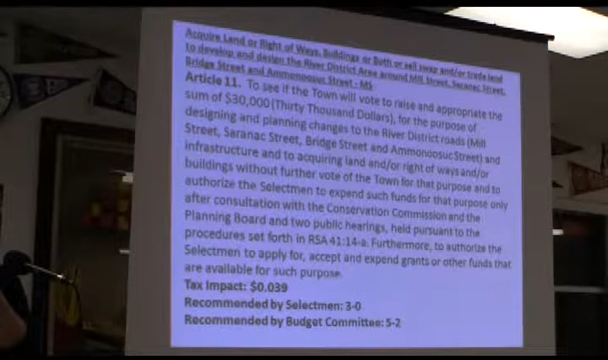 Acquire Land or Right of Ways, Buildings or Both or sell swap and/or trade land
to develop and design the River District Area around Mill Street, Saranac Street,
Bridge Street and Ammonoosuc Street - MS
Article 11. To see if the Town will vote to raise and appropriate the
sum of $30,000 (Thirty Thousand Dollars), for the purpose of
designing and planning changes to the River District roads (Mill
Street, Saranac Street, Bridge Street and Ammonoosuc Street) and
infrastructure and to acquiring land and/or right of ways and/or
buildings without further vote of the Town for that purpose and to
authorize the Selectmen to expend such funds for that purpose only
after consultation with the Conservation Commission and the
Planning Board and two public hearings, held pursuant to the
procedures set forth in RSA 41:14-a. Furthermore, to authorize the
Selectmen to apply for, accept and expend grants or other funds that
are available for such purpose.
Tax Impact: $0.039
Recommended by Selectmen: 3-0
Recommended by Budget Committee: 5-2